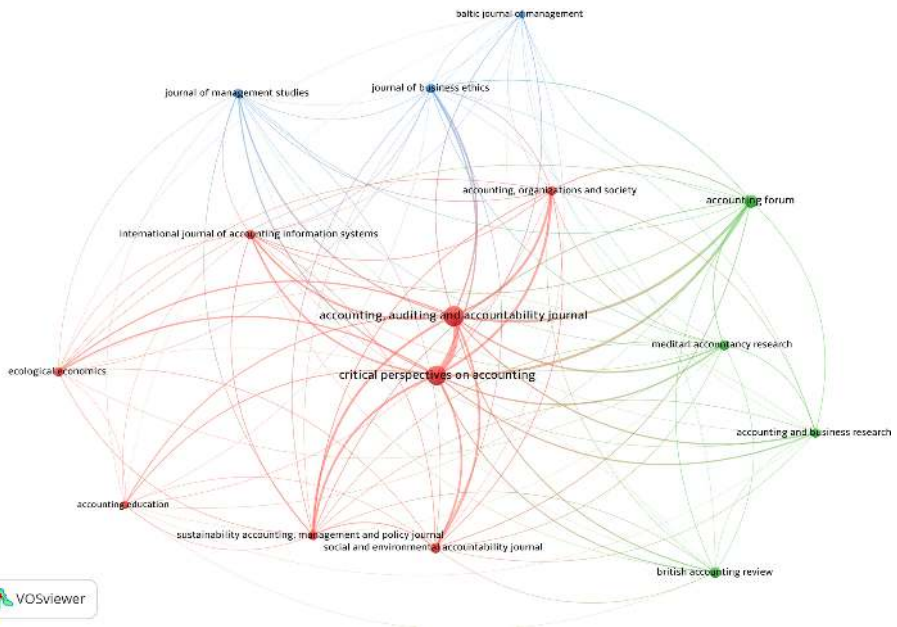 baltic journal of management
journal of management studies
journal of business ethics
accounting, organizations and society
accounting forum
international journal of accounting information systems
accounting, auditing and accountability journal
meditari accountancy research
ecological economics
critical perspectives on accounting
accounting and business research
accounting education
sustainability accounting, management and policy journal
social and environmental accountability journal
british accounting review
VOSviewer